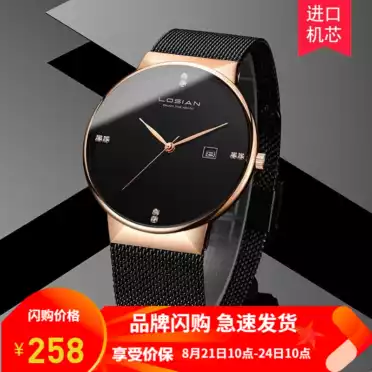 进口
机芯
LOSIAN
闪购价格
¥258
品牌闪购 急速发货
享受价保 8月21日10点-24日10点